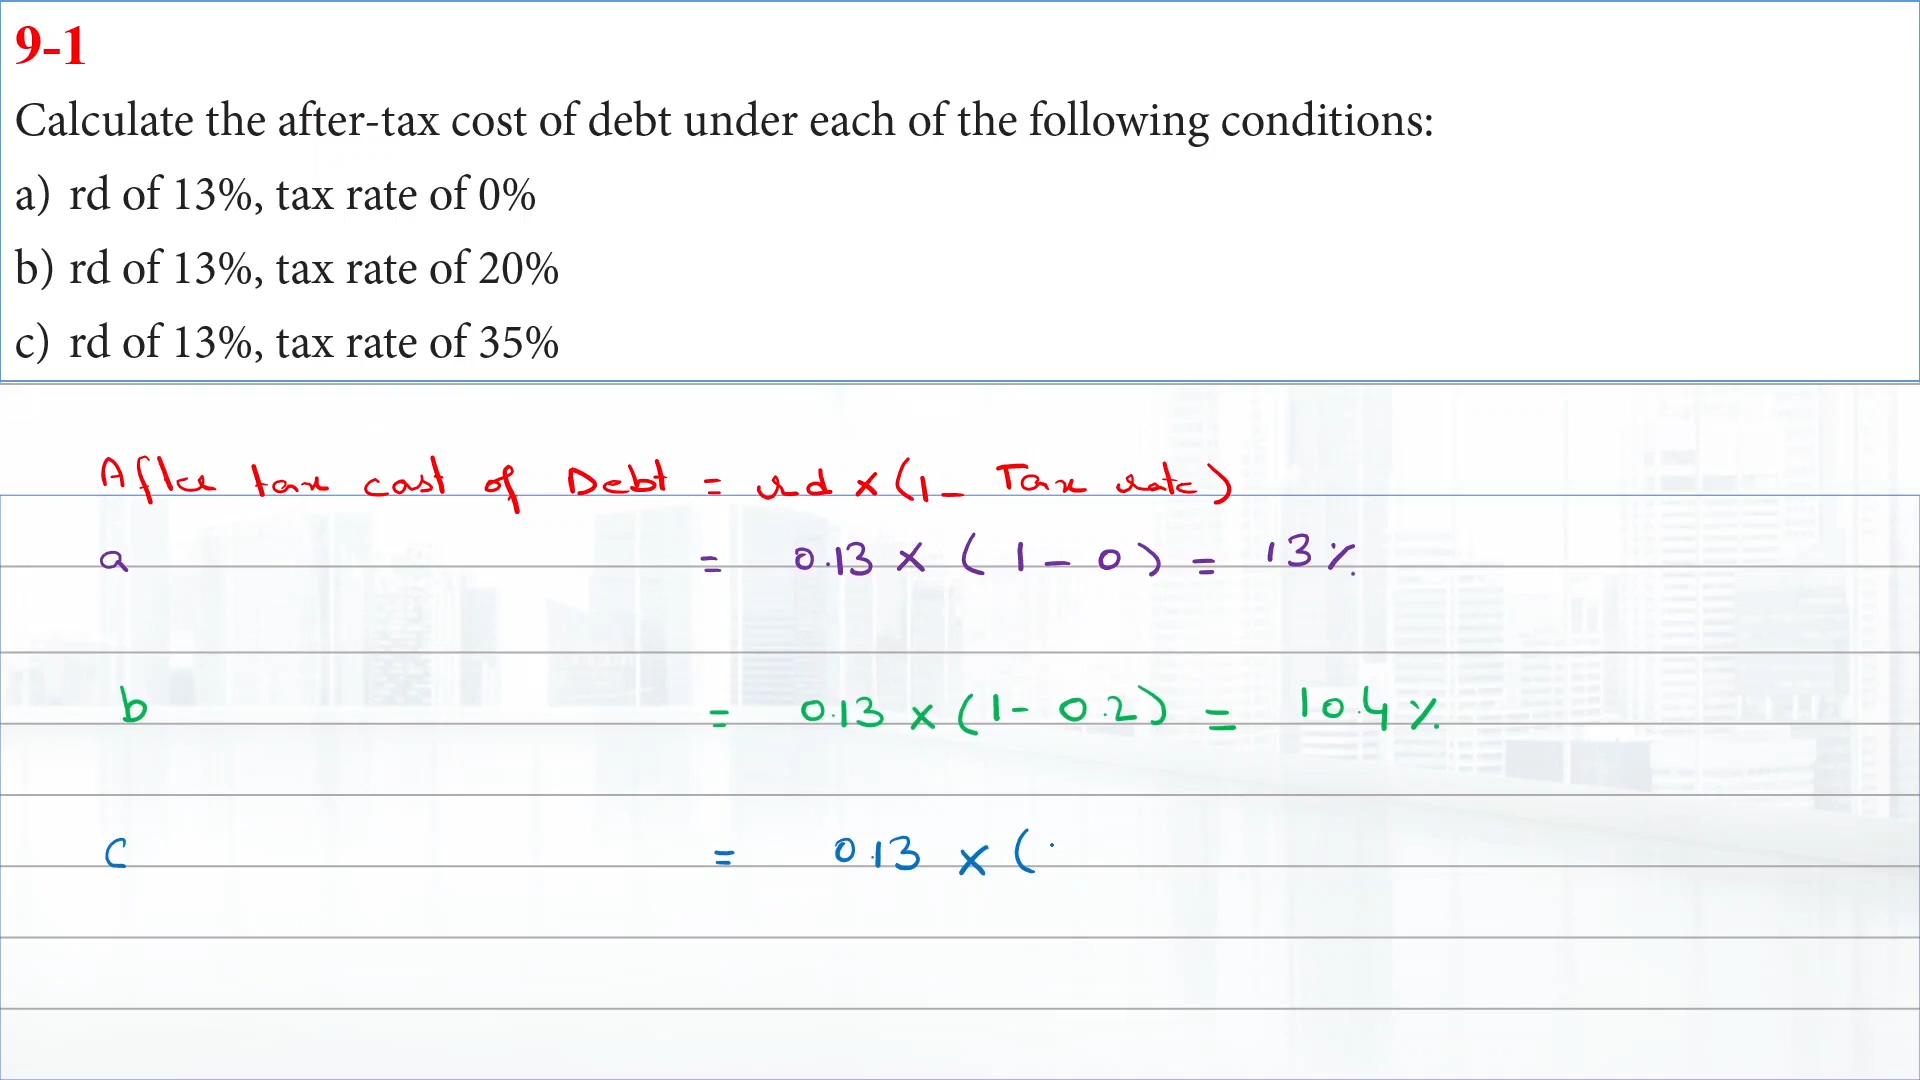 9-1
Calculate the after-tax cost of debt under each of the following conditions:
a) rd of 13%, tax rate of 0%
b) rd of 13%, tax rate of 20%
c) rd of 13%, tax rate of 35%
After tax cost of Debt = rd × (1 - Tax rate)
a = 0.13 × (1 - 0) = 13%
b = 0.13 × (1 - 0.2) = 10.4%
c = 0.13 × (